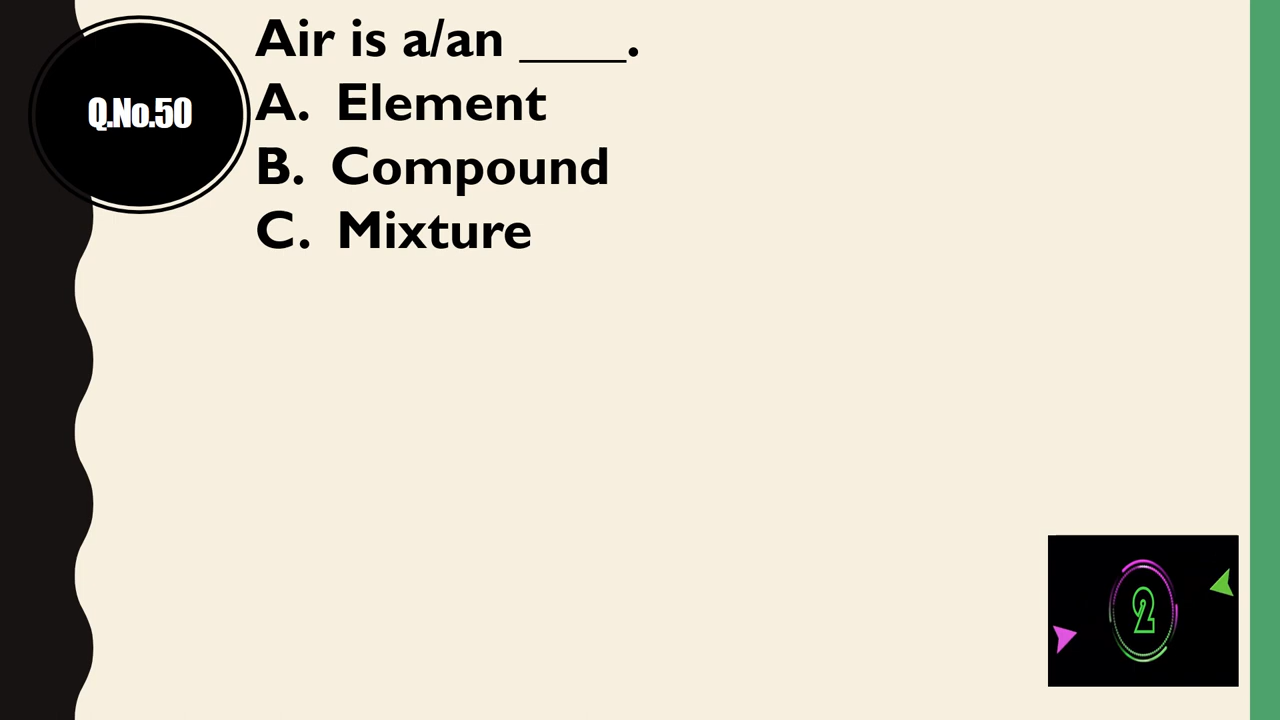 Q.No.50
Air is a/an ____.
A. Element
B. Compound
C. Mixture
2